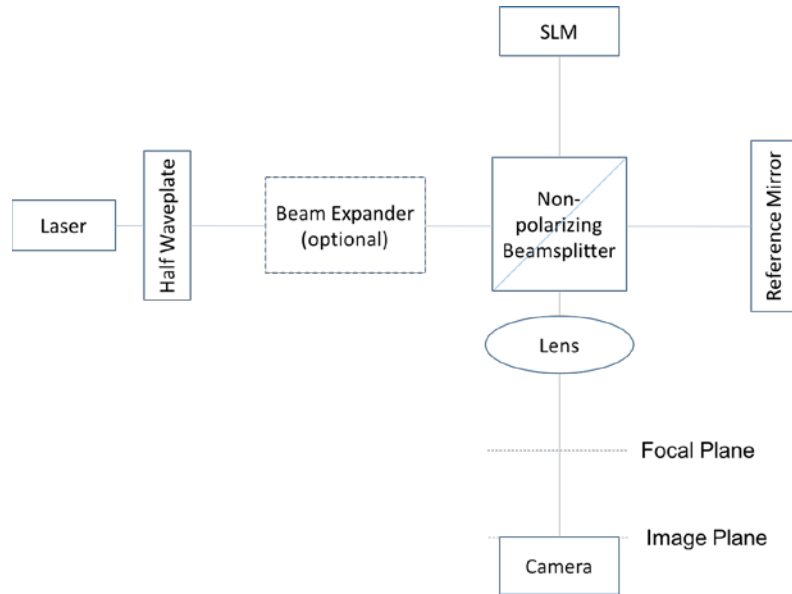 SLM
Laser
Half Waveplate
Beam Expander
(optional)
Non-
polarizing
Beamsplitter
Reference Mirror
Lens
Focal Plane
Image Plane
Camera